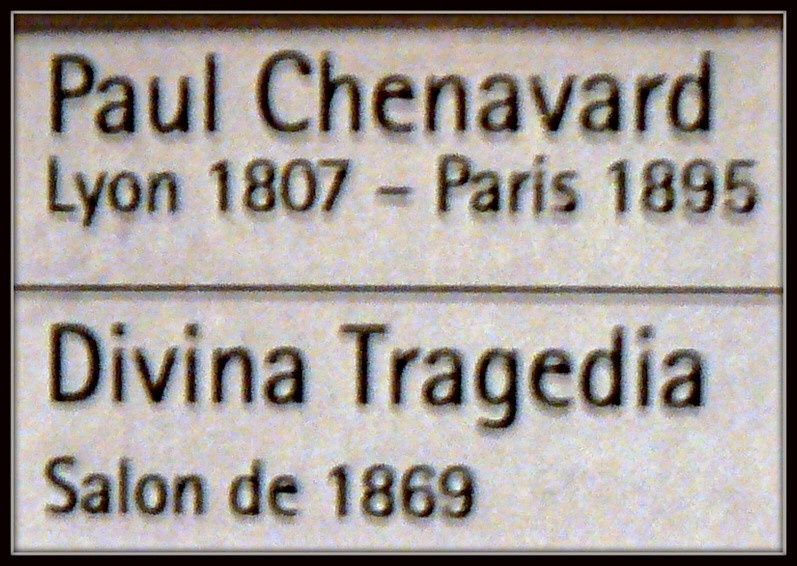 Paul Chenavard
Lyon 1807 – Paris 1895
Divina Tragedia
Salon de 1869